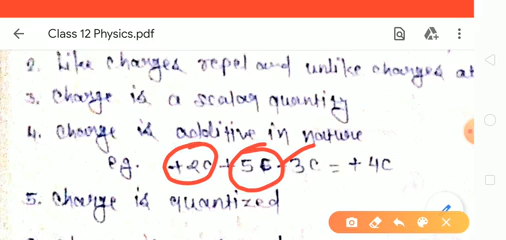 Class 12 Physics.pdf
2. Like charges repel and unlike charges at
3. Charge is a scalar quantity
4. Charge is additive in nature
eg. +2C + 5C - 3C = +4C
5. Charge is quantized